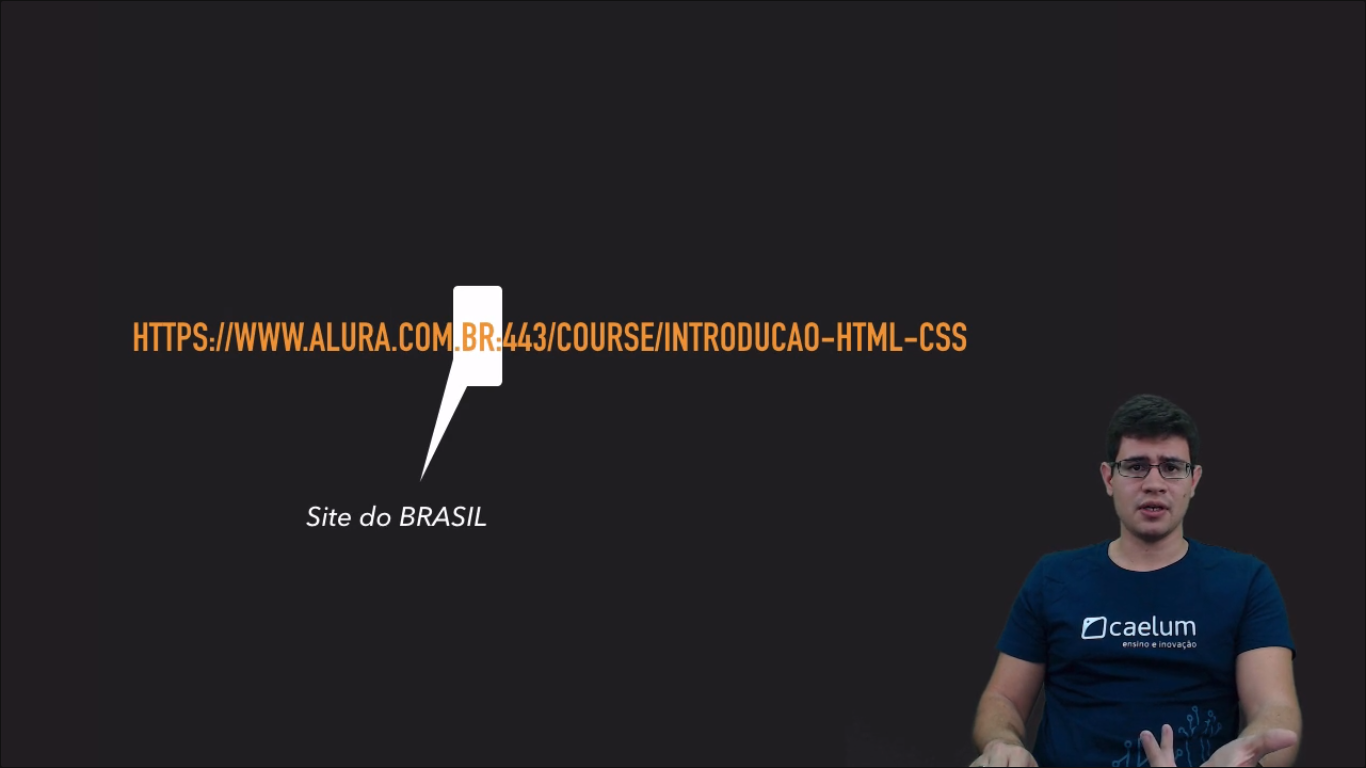 HTTPS://WWW.ALURA.COM.BR:443/COURSE/INTRODUCAO-HTML-CSS
Site do BRASIL
caelum
ensino e inovação